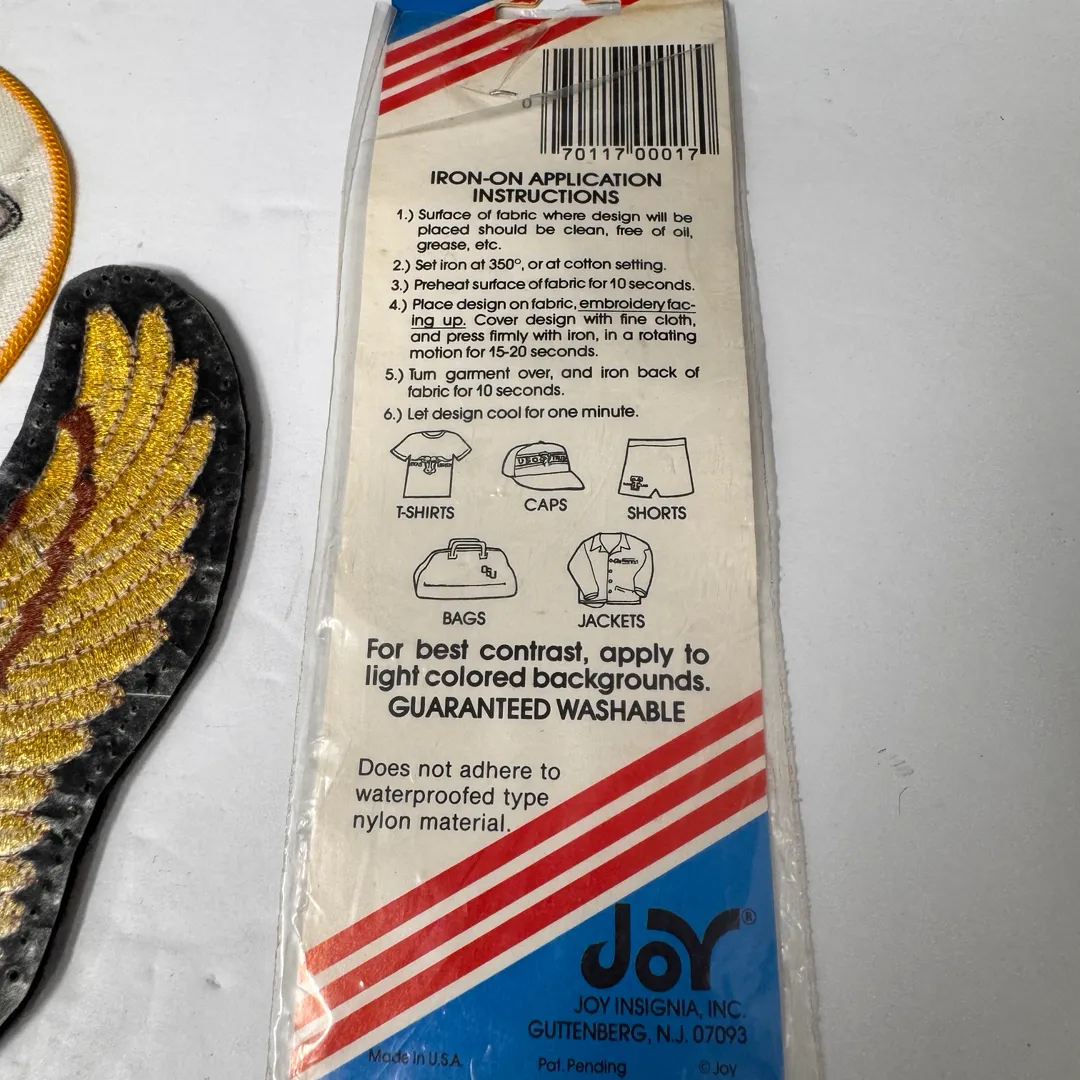 0
70117 00017
IRON-ON APPLICATION
INSTRUCTIONS
1.) Surface of fabric where design will be
placed should be clean, free of oil,
grease, etc.
2.) Set iron at 350°, or at cotton setting.
3.) Preheat surface of fabric for 10 seconds.
4.) Place design on fabric, embroidery fac-
ing up. Cover design with fine cloth,
and press firmly with iron, in a rotating
motion for 15-20 seconds.
5.) Turn garment over, and iron back of
fabric for 10 seconds.
6.) Let design cool for one minute.
T-SHIRTS
CAPS
SHORTS
OSU
BAGS
JACKETS
For best contrast, apply to
light colored backgrounds.
GUARANTEED WASHABLE
Does not adhere to
waterproofed type
nylon material.
JOY®
JOY INSIGNIA, INC.
GUTTENBERG, N.J. 07093
Made in U.S.A. Pat. Pending © Joy